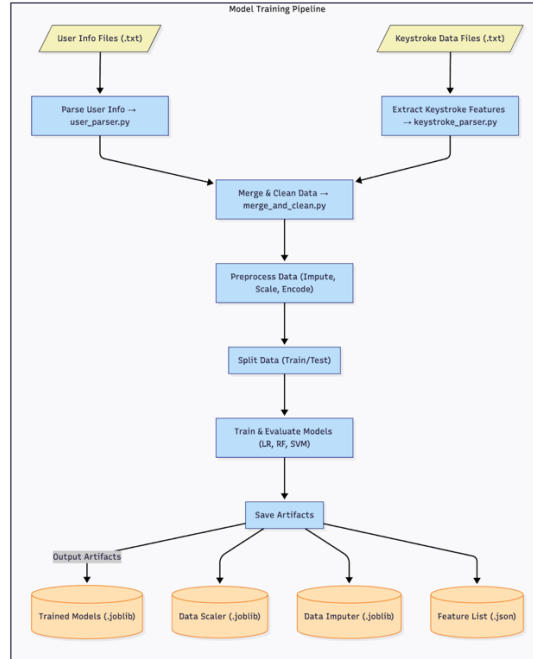 Model Training Pipeline
User Info Files (.txt)
Keystroke Data Files (.txt)
Parse User Info →
user_parser.py
Extract Keystroke Features
→ keystroke_parser.py
Merge & Clean Data →
merge_and_clean.py
Preprocess Data (Impute,
Scale, Encode)
Split Data (Train/Test)
Train & Evaluate Models
(LR, RF, SVM)
Save Artifacts
Output Artifacts
Trained Models (.joblib)
Data Scaler (.joblib)
Data Imputer (.joblib)
Feature List (.json)